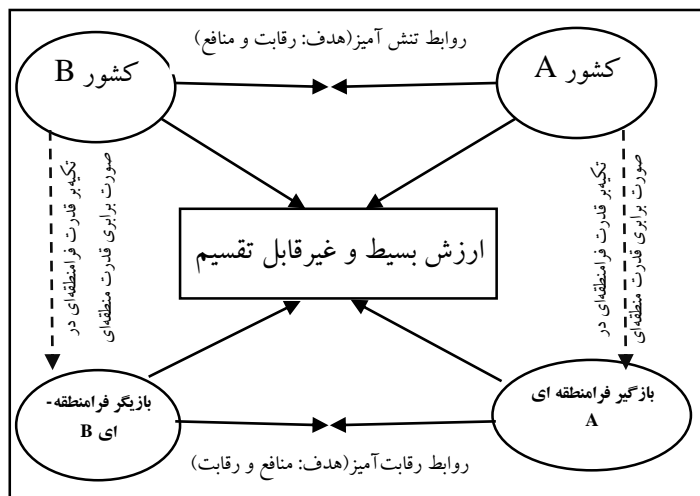 روابط تنش آمیز(هدف: رقابت و منافع)
کشور A
کشور B
تکیه‌بر قدرت فرامنطقه‌ای در
صورت برابری قدرت منطقه‌ای
تکیه‌بر قدرت فرامنطقه‌ای در
صورت برابری قدرت منطقه‌ای
ارزش بسیط و غیرقابل تقسیم
بازگیر فرامنطقه ای
A
بازیگر فرامنطقه-
ای B
روابط رقابت‌آمیز(هدف: منافع و رقابت)